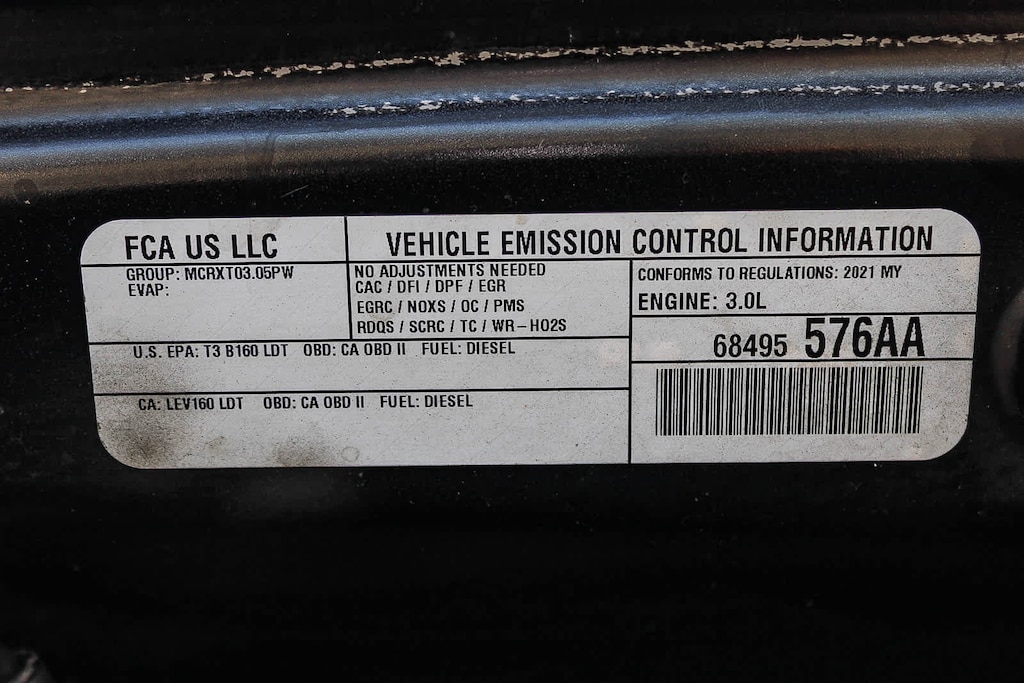 FCA US LLC
VEHICLE EMISSION CONTROL INFORMATION
GROUP: MCRXT03.05PW
EVAP:
NO ADJUSTMENTS NEEDED
CAC / DFI / DPF / EGR
EGRC / NOXS / OC / PMS
RDQS / SCRC / TC / WR-HO2S
CONFORMS TO REGULATIONS: 2021 MY
ENGINE: 3.0L
68495 576AA
U.S. EPA: T3 B160 LDT OBD: CA OBD II FUEL: DIESEL
CA: LEV160 LDT OBD: CA OBD II FUEL: DIESEL